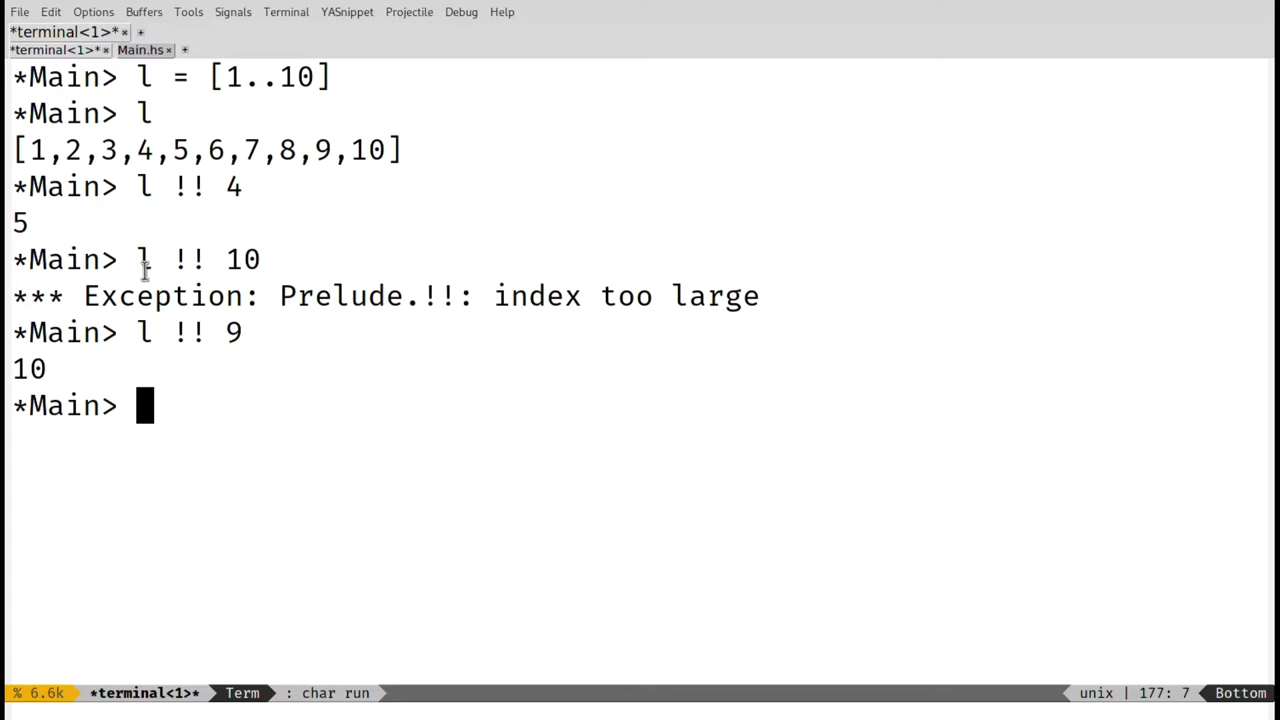 File Edit Options Buffers Tools Signals Terminal YASnippet Projectile Debug Help
*terminal<1>*× +
*terminal<1>*× Main.hs× +
*Main> l = [1..10]
*Main> l
[1,2,3,4,5,6,7,8,9,10]
*Main> l !! 4
5
*Main> l !! 10
*** Exception: Prelude.!!: index too large
*Main> l !! 9
10
*Main>
% 6.6k *terminal<1>* Term : char run unix | 177: 7 Bottom